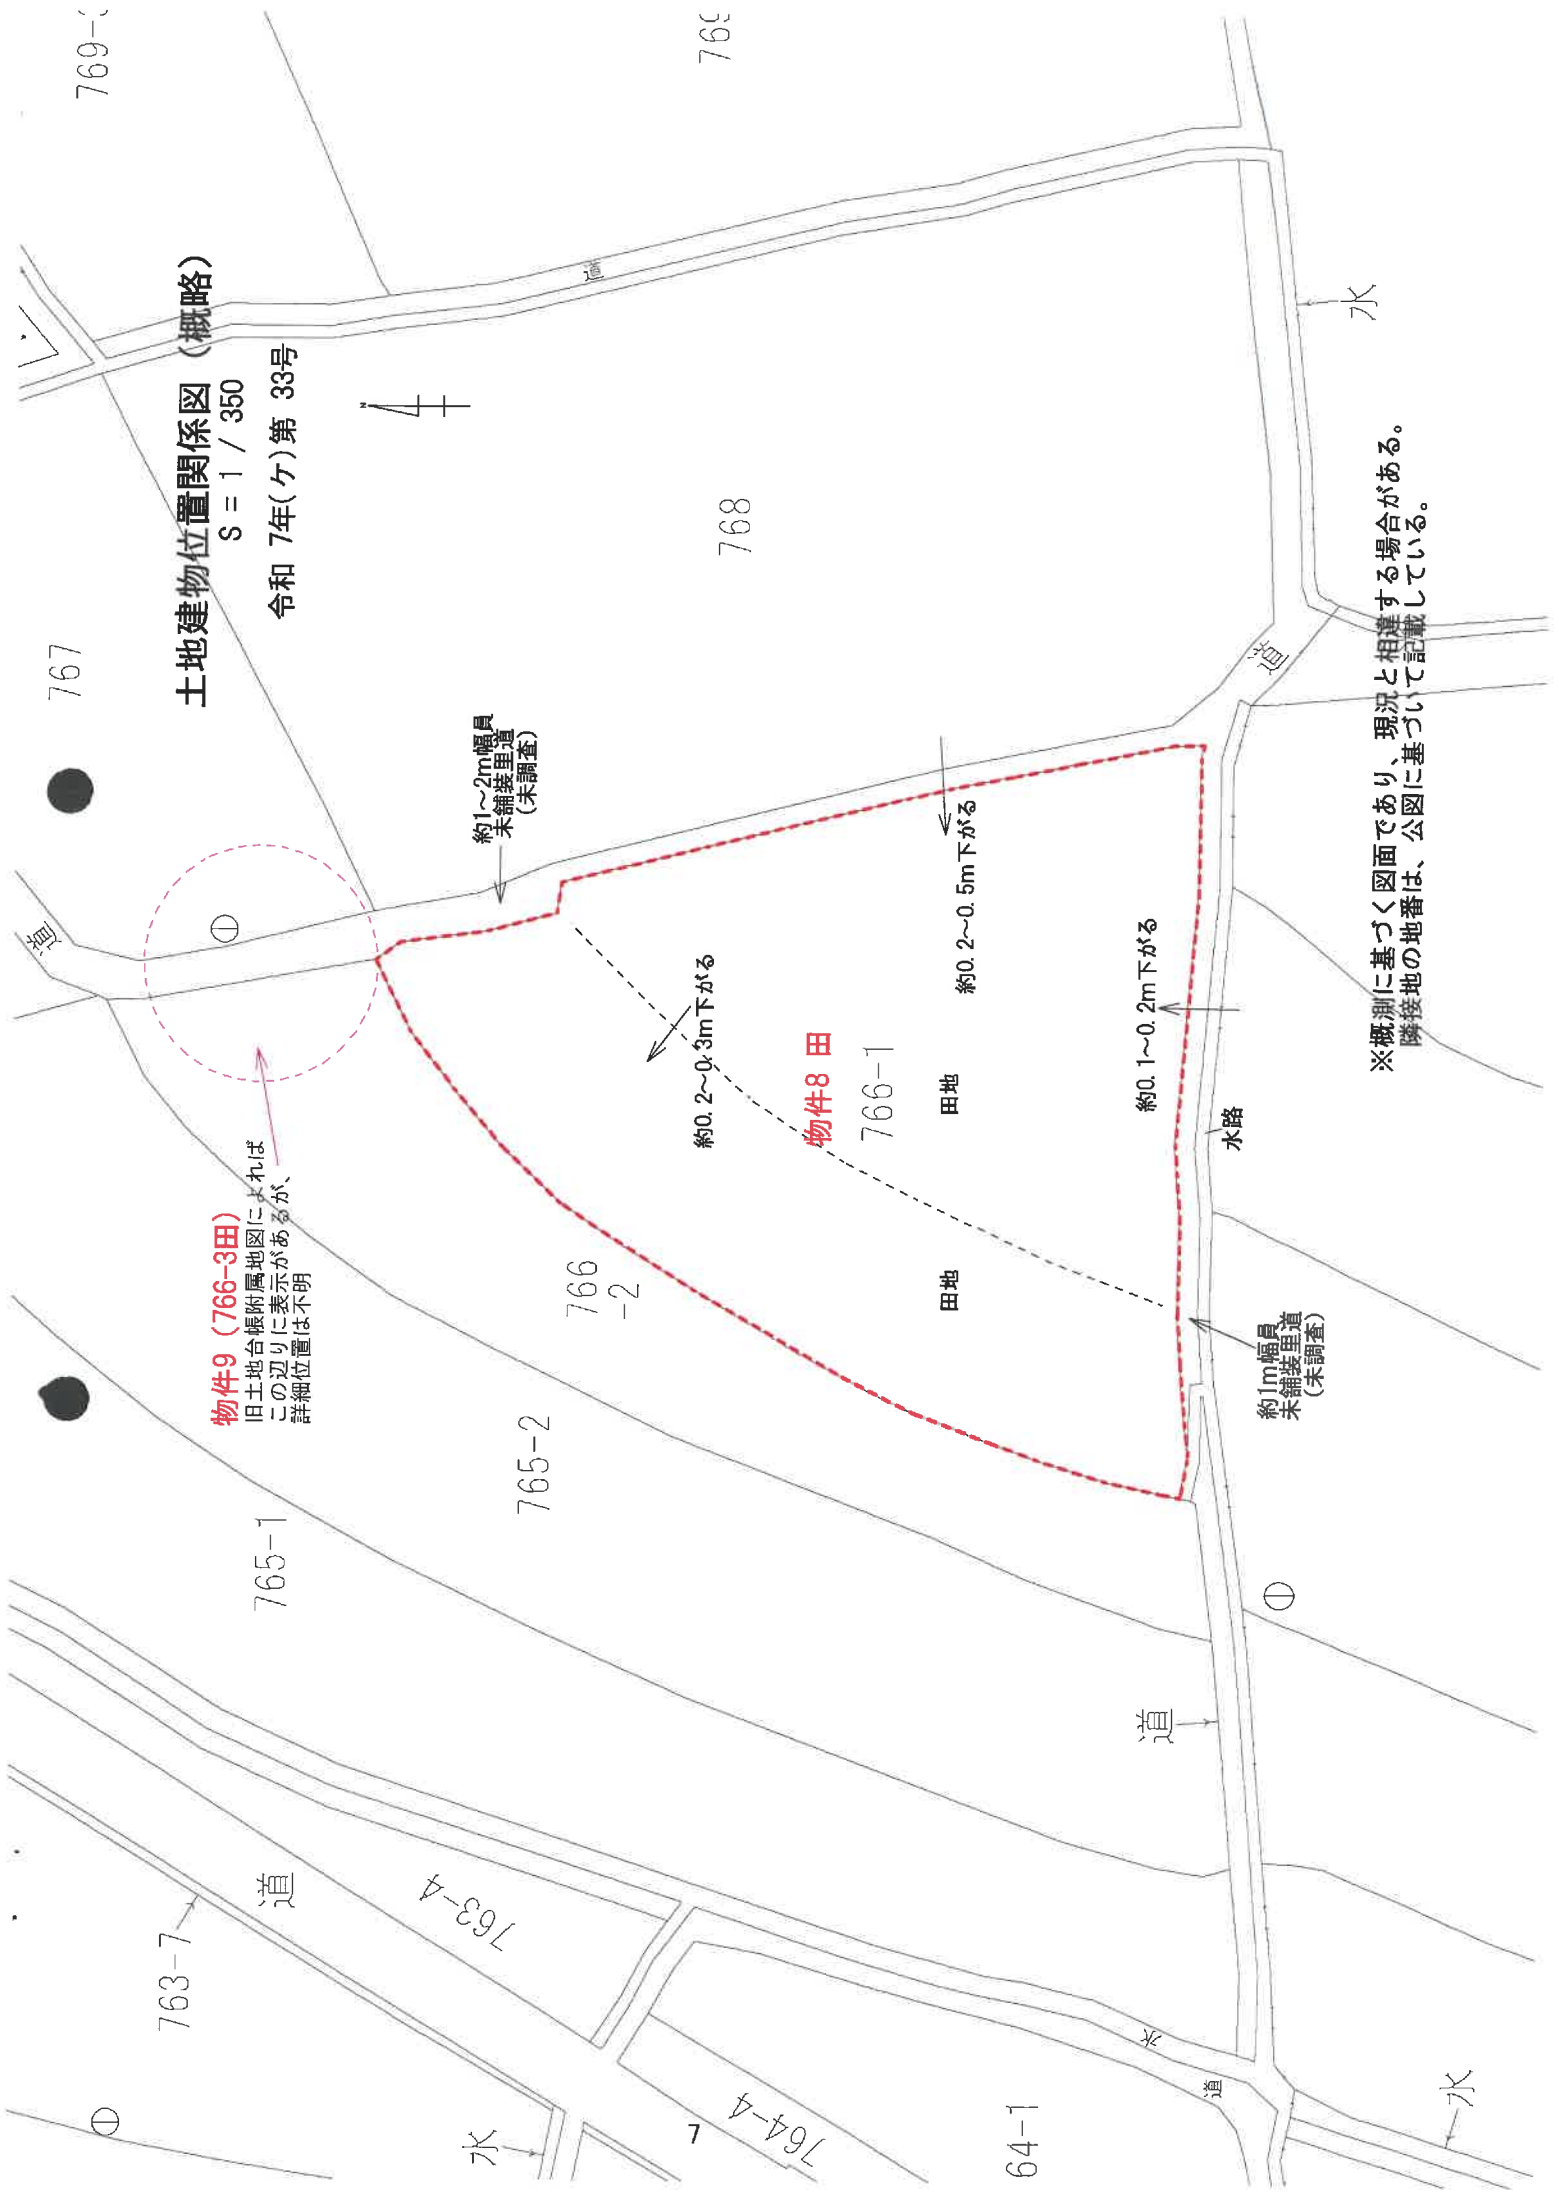 土地建物位置関係図（概略）
S = 1 / 350
令和 7年(ケ)第 33号
N
767
769-
769
768
道
道
①
約1～2m幅員
未舗装里道
(未調査)
物件9（766-3田）
旧土地台帳附属地図によれば
この辺りに表示があるが、
詳細位置は不明
約0.2～0.3m下がる
約0.2～0.5m下がる
物件8 田
766-1
田地
田地
約0.1～0.2m下がる
水路
約1m幅員
未舗装里道
(未調査)
766
-2
765-2
765-1
道
水
①
道
763-7
道
763-4
764-4
64-1
①
水
水
道
水
※概測に基づく図面であり、現況と相違する場合がある。
隣接地の地番は、公図に基づいて記載している。
7